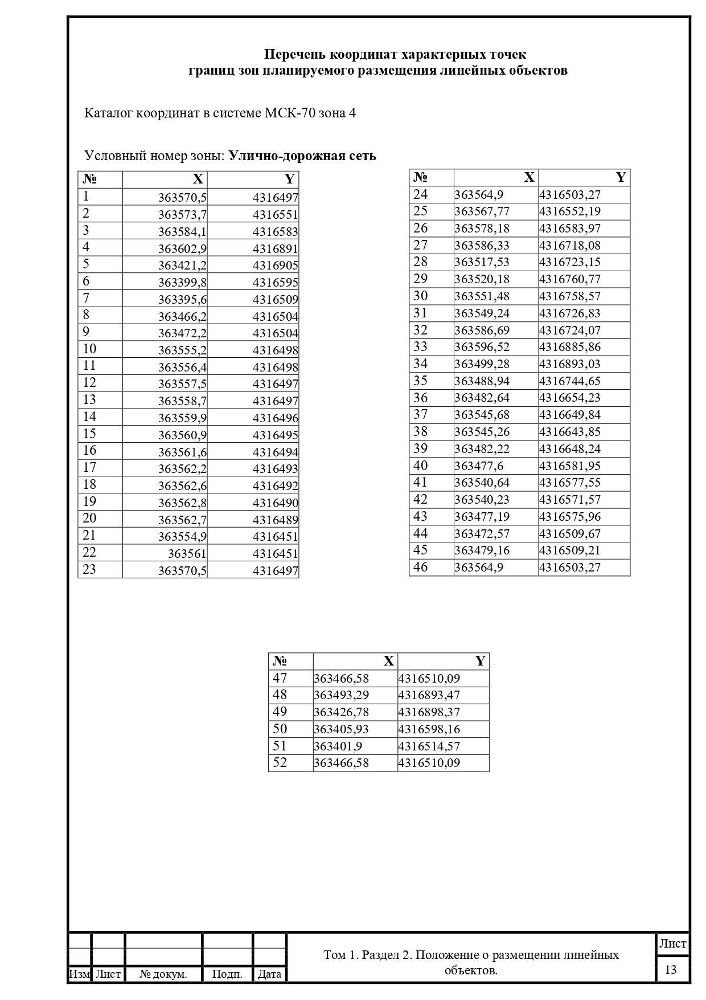 Перечень координат характерных точек
границ зон планируемого размещения линейных объектов
Каталог координат в системе МСК-70 зона 4
Условный номер зоны: Улично-дорожная сеть
№ X Y
1 363570,5 4316497
2 363573,7 4316551
3 363584,1 4316583
4 363602,9 4316891
5 363421,2 4316905
6 363399,8 4316595
7 363395,6 4316509
8 363466,2 4316504
9 363472,2 4316504
10 363555,2 4316498
11 363556,4 4316498
12 363557,5 4316497
13 363558,7 4316497
14 363559,9 4316496
15 363560,9 4316495
16 363561,6 4316494
17 363562,2 4316493
18 363562,6 4316492
19 363562,8 4316490
20 363562,7 4316489
21 363554,9 4316451
22 363561 4316451
23 363570,5 4316497
№ X Y
24 363564,9 4316503,27
25 363567,77 4316552,19
26 363578,18 4316583,97
27 363586,33 4316718,08
28 363517,53 4316723,15
29 363520,18 4316760,77
30 363551,48 4316758,57
31 363549,24 4316726,83
32 363586,69 4316724,07
33 363596,52 4316885,86
34 363499,28 4316893,03
35 363488,94 4316744,65
36 363482,64 4316654,23
37 363545,68 4316649,84
38 363545,26 4316643,85
39 363482,22 4316648,24
40 363477,6 4316581,95
41 363540,64 4316577,55
42 363540,23 4316571,57
43 363477,19 4316575,96
44 363472,57 4316509,67
45 363479,16 4316509,21
46 363564,9 4316503,27
№ X Y
47 363466,58 4316510,09
48 363493,29 4316893,47
49 363426,78 4316898,37
50 363405,93 4316598,16
51 363401,9 4316514,57
52 363466,58 4316510,09
Изм Лист № докум. Подп. Дата
Том 1. Раздел 2. Положение о размещении линейных
объектов.
Лист
13